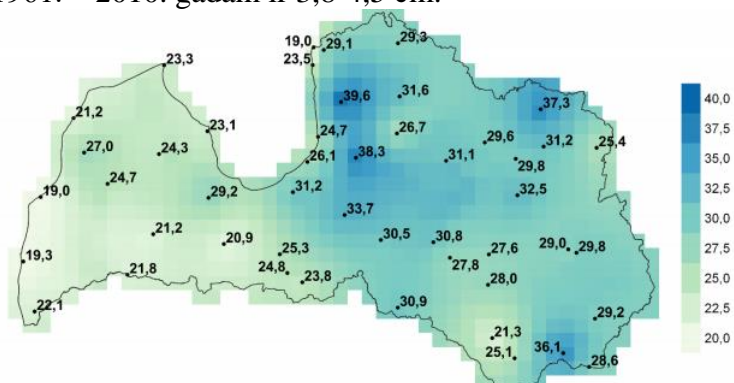 2010. gadam ir cm.
19,0 29,1 29,3
23,3 23,5
39,6 31,6 37,3
21,2
23,1 24,7 26,7 29,6 31,2 25,4
27,0 24,3 26,1 38,3 31,1 29,8
24,7
19,0 29,2 31,2 32,5
33,7
21,2 20,9 30,5 30,8
19,3 25,3 27,6 29,0 29,8
21,8 24,8 23,8 27,8 28,0
22,1 30,9 29,2
21,3
25,1 36,1 28,6
40,0
37,5
35,0
32,5
30,0
27,5
25,0
22,5
20,0